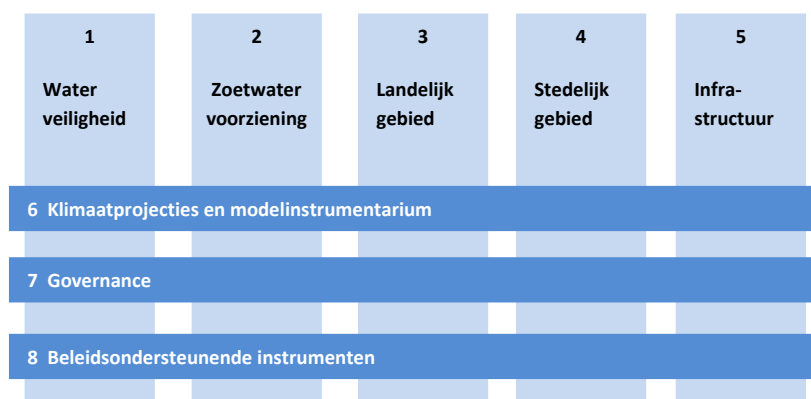 1
Water
veiligheid
2
Zoetwater
voorziening
3
Landelijk
gebied
4
Stedelijk
gebied
5
Infra-
structuur
6 Klimaatprojecties en modelinstrumentarium
7 Governance
8 Beleidsondersteunende instrumenten